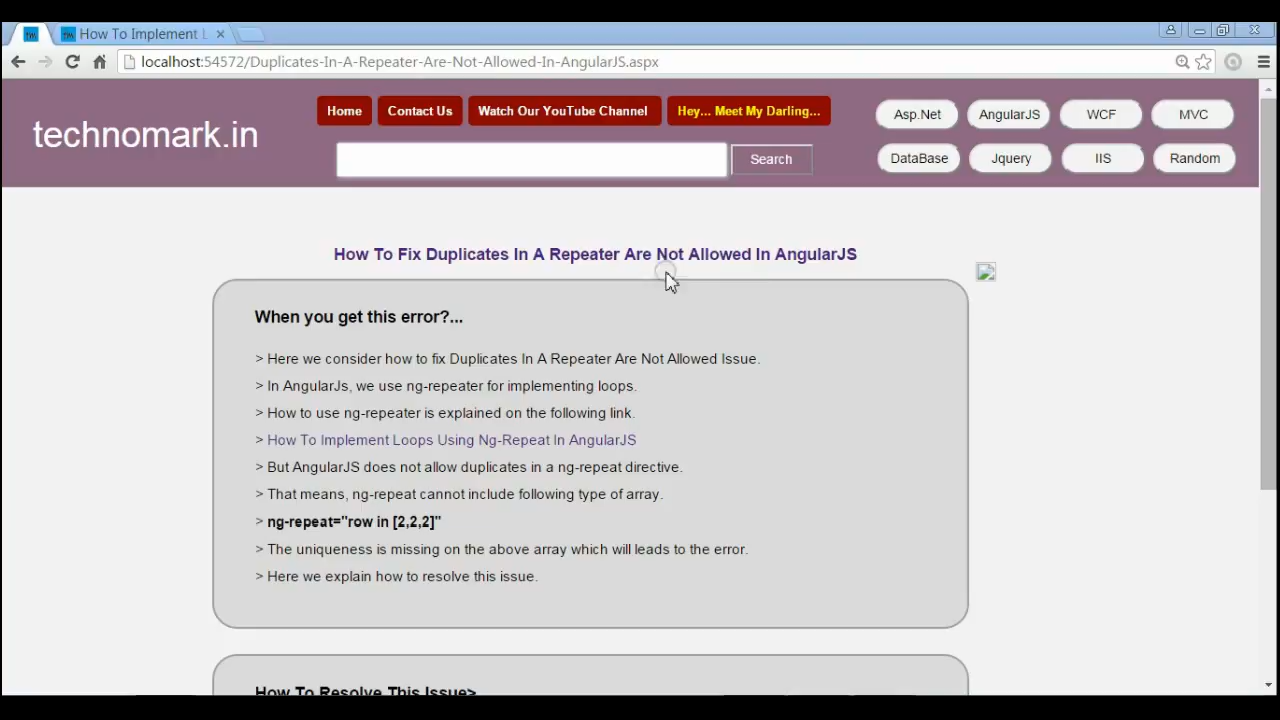 How To Implement L
localhost:54572/Duplicates-In-A-Repeater-Are-Not-Allowed-In-AngularJS.aspx
technomark.in
Home
Contact Us
Watch Our YouTube Channel
Hey... Meet My Darling...
Search
Asp.Net
AngularJS
WCF
MVC
DataBase
Jquery
IIS
Random
How To Fix Duplicates In A Repeater Are Not Allowed In AngularJS
When you get this error?...
> Here we consider how to fix Duplicates In A Repeater Are Not Allowed Issue.
> In AngularJs, we use ng-repeater for implementing loops.
> How to use ng-repeater is explained on the following link.
> How To Implement Loops Using Ng-Repeat In AngularJS
> But AngularJS does not allow duplicates in a ng-repeat directive.
> That means, ng-repeat cannot include following type of array.
> ng-repeat="row in [2,2,2]"
> The uniqueness is missing on the above array which will leads to the error.
> Here we explain how to resolve this issue.
How To Resolve This Issue>